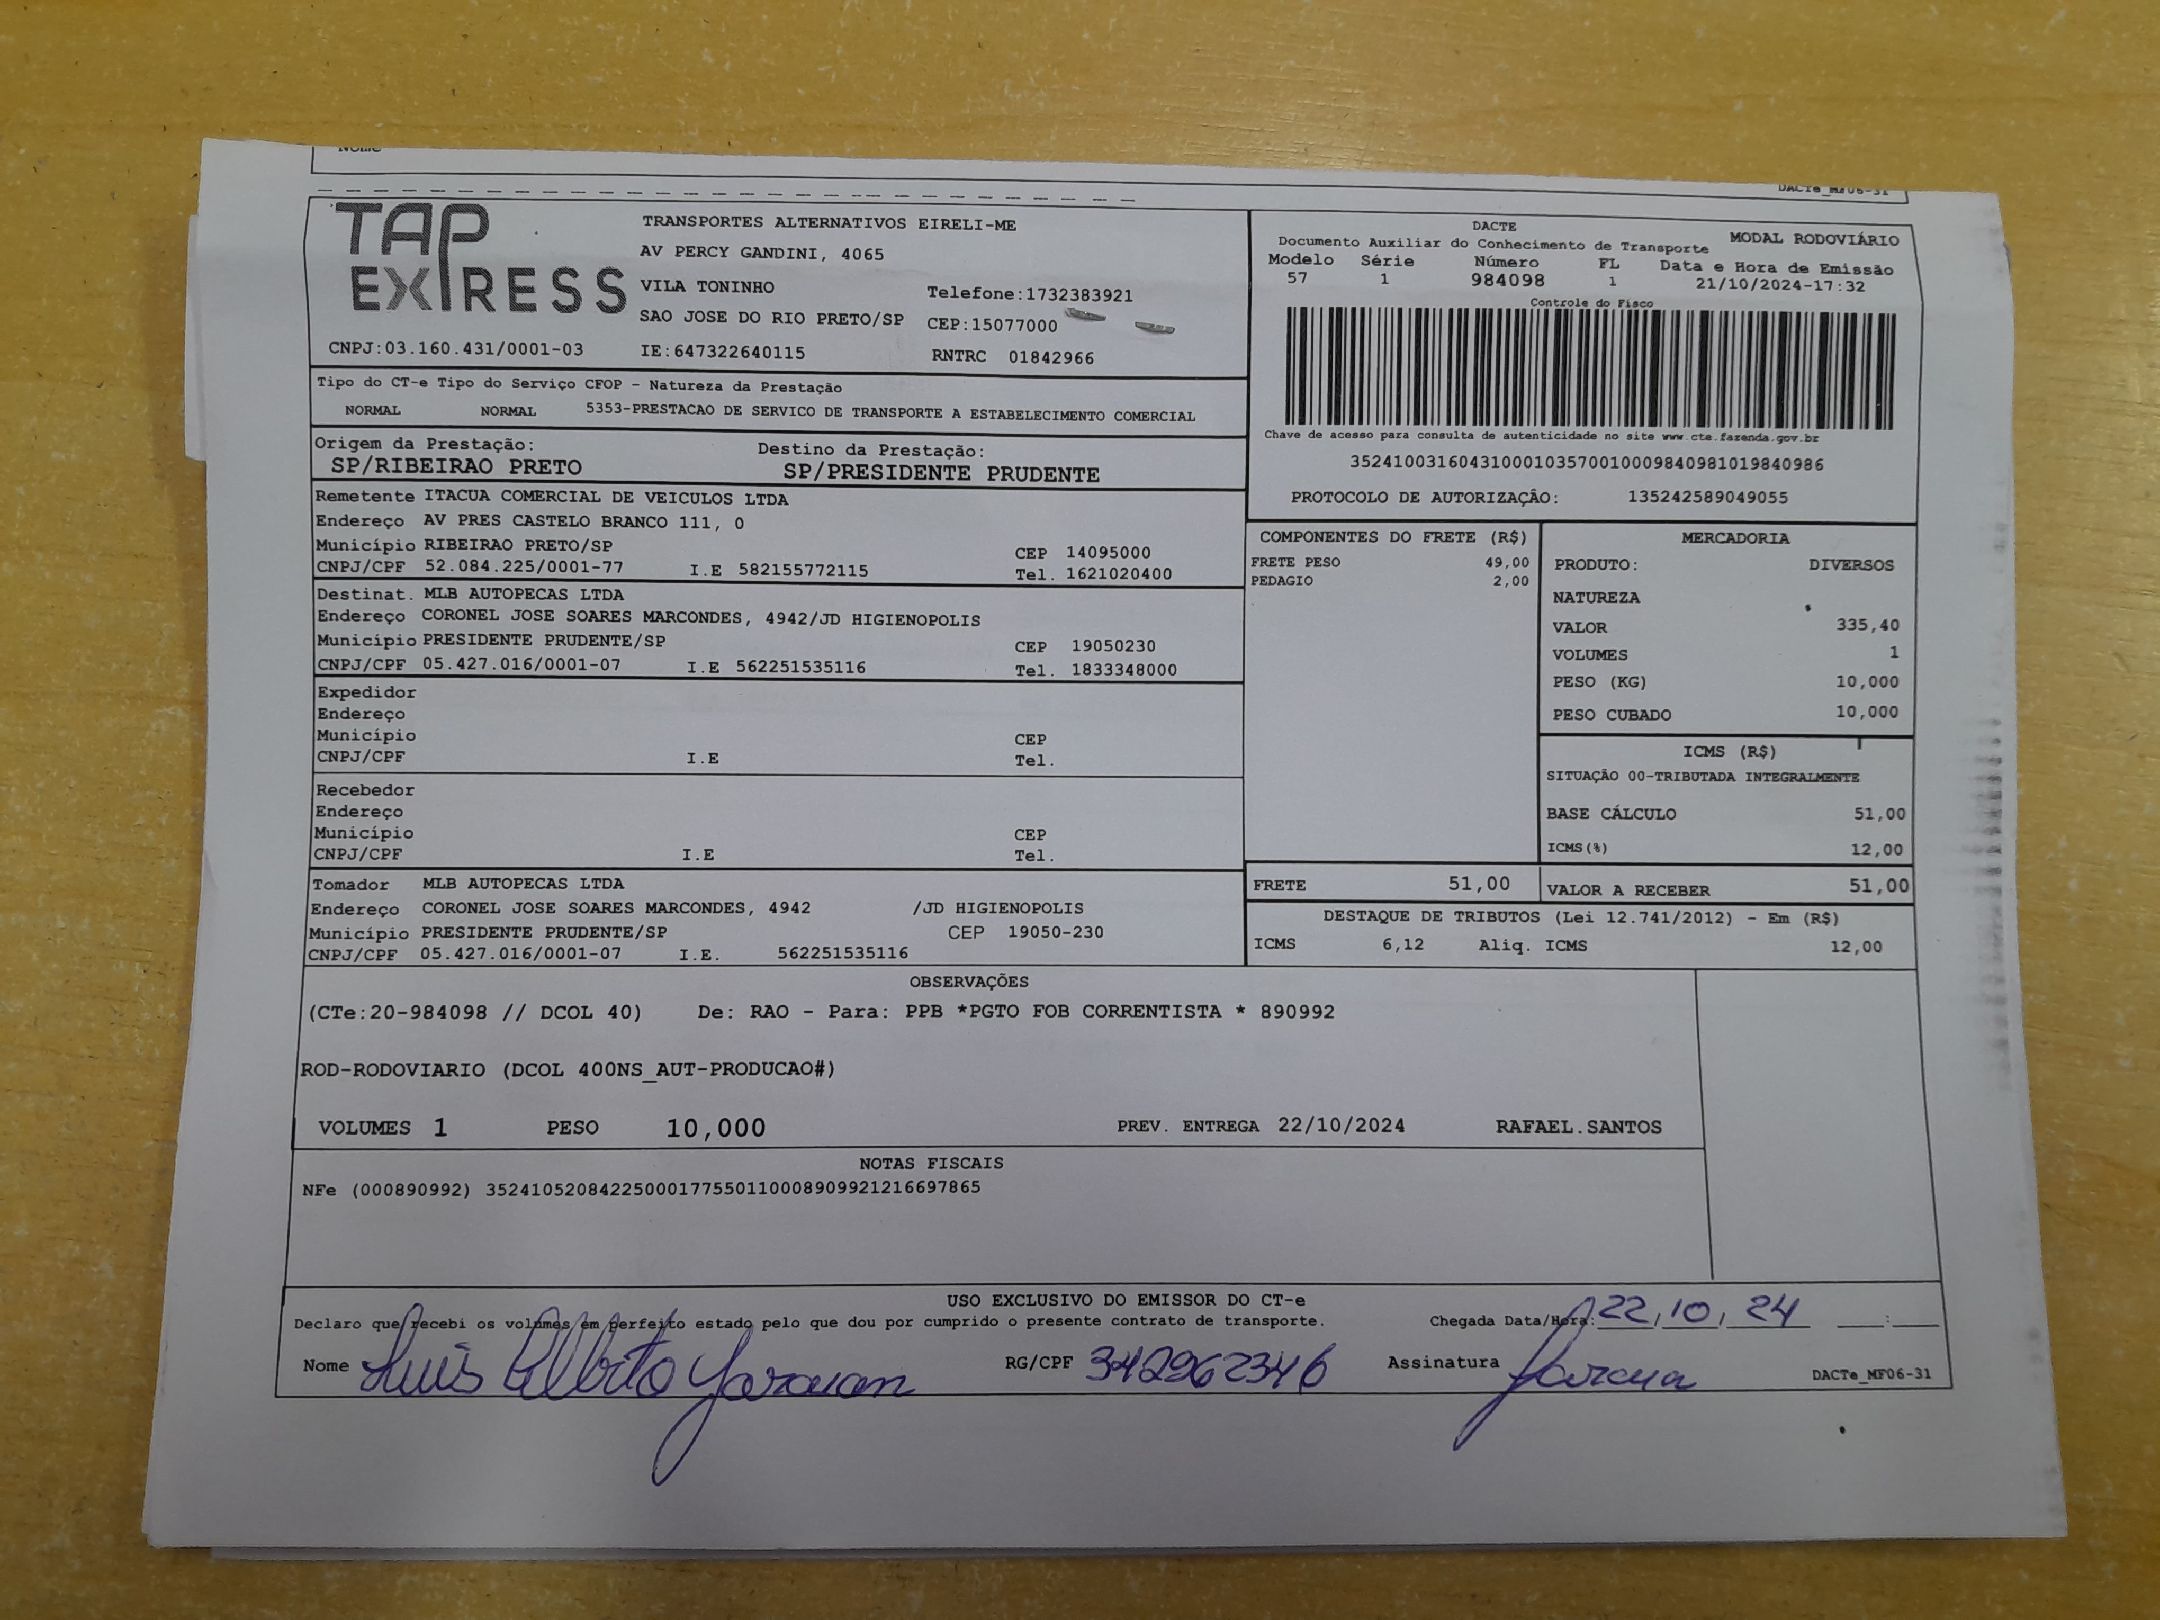 Nome
DACTe_MF06-31
TAP EXPRESS
TRANSPORTES ALTERNATIVOS EIRELI-ME
AV PERCY GANDINI, 4065
VILA TONINHO
Telefone:1732383921
SAO JOSE DO RIO PRETO/SP CEP:15077000
CNPJ:03.160.431/0001-03 IE:647322640115 RNTRC 01842966
DACTE
MODAL RODOVIÁRIO
Documento Auxiliar do Conhecimento de Transporte
Modelo Série Número FL Data e Hora de Emissão
57 1 984098 1 21/10/2024-17:32
Controle do Fisco
Chave de acesso para consulta de autenticidade no site www.cte.fazenda.gov.br
35241003160431000103570010009840981019840986
PROTOCOLO DE AUTORIZAÇÃO: 135242589049055
Tipo do CT-e Tipo do Serviço CFOP - Natureza da Prestação
NORMAL NORMAL 5353-PRESTACAO DE SERVICO DE TRANSPORTE A ESTABELECIMENTO COMERCIAL
Origem da Prestação: Destino da Prestação:
SP/RIBEIRAO PRETO SP/PRESIDENTE PRUDENTE
Remetente ITACUA COMERCIAL DE VEICULOS LTDA
Endereço AV PRES CASTELO BRANCO 111, 0
Município RIBEIRAO PRETO/SP CEP 14095000
CNPJ/CPF 52.084.225/0001-77 I.E 582155772115 Tel. 1621020400
Destinat. MLB AUTOPECAS LTDA
Endereço CORONEL JOSE SOARES MARCONDES, 4942/JD HIGIENOPOLIS
Município PRESIDENTE PRUDENTE/SP CEP 19050230
CNPJ/CPF 05.427.016/0001-07 I.E 562251535116 Tel. 1833348000
Expedidor
Endereço
Município CEP
CNPJ/CPF I.E Tel.
Recebedor
Endereço
Município CEP
CNPJ/CPF I.E Tel.
Tomador MLB AUTOPECAS LTDA
Endereço CORONEL JOSE SOARES MARCONDES, 4942 /JD HIGIENOPOLIS
Município PRESIDENTE PRUDENTE/SP CEP 19050-230
CNPJ/CPF 05.427.016/0001-07 I.E. 562251535116
COMPONENTES DO FRETE (R$)
FRETE PESO 49,00
PEDAGIO 2,00
MERCADORIA
PRODUTO: DIVERSOS
NATUREZA
VALOR 335,40
VOLUMES 1
PESO (KG) 10,000
PESO CUBADO 10,000
ICMS (R$)
SITUAÇÃO 00-TRIBUTADA INTEGRALMENTE
BASE CÁLCULO 51,00
ICMS(%) 12,00
FRETE 51,00 VALOR A RECEBER 51,00
DESTAQUE DE TRIBUTOS (Lei 12.741/2012) - Em (R$)
ICMS 6,12 Aliq. ICMS 12,00
OBSERVAÇÕES
(CTe:20-984098 // DCOL 40) De: RAO - Para: PPB *PGTO FOB CORRENTISTA * 890992
ROD-RODOVIARIO (DCOL 400NS_AUT-PRODUCAO#)
VOLUMES 1 PESO 10,000 PREV. ENTREGA 22/10/2024 RAFAEL.SANTOS
NOTAS FISCAIS
NFe (000890992) 35241052084225000177550110008909921216697865
USO EXCLUSIVO DO EMISSOR DO CT-e
Declaro que recebi os volumes em perfeito estado pelo que dou por cumprido o presente contrato de transporte. Chegada Data/Hora: 22,10,24 :
Nome Luis Alberto RG/CPF 342962346 Assinatura
DACTe_MF06-31